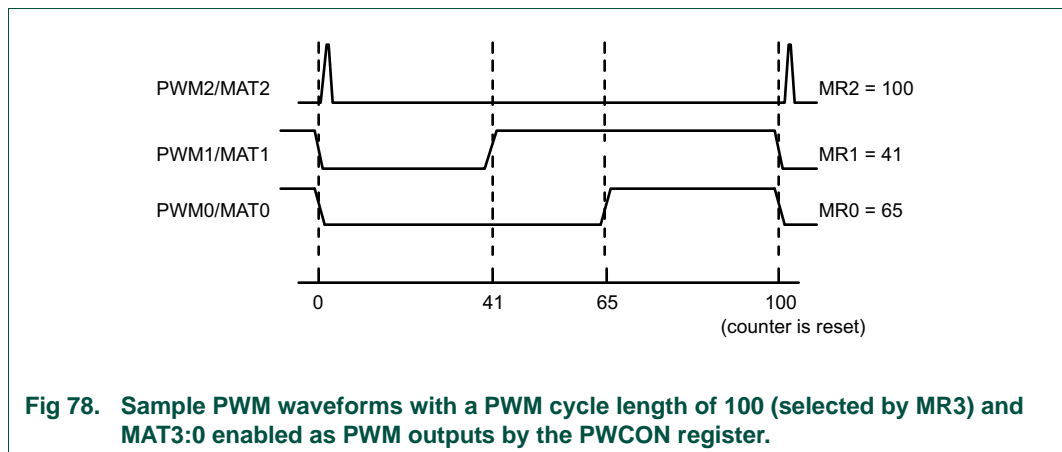 PWM2/MAT2 MR2 = 100
PWM1/MAT1 MR1 = 41
PWM0/MAT0 MR0 = 65
0 41 65 100
(counter is reset)
Fig 78. Sample PWM waveforms with a PWM cycle length of 100 (selected by MR3) and
MAT3:0 enabled as PWM outputs by the PWCON register.